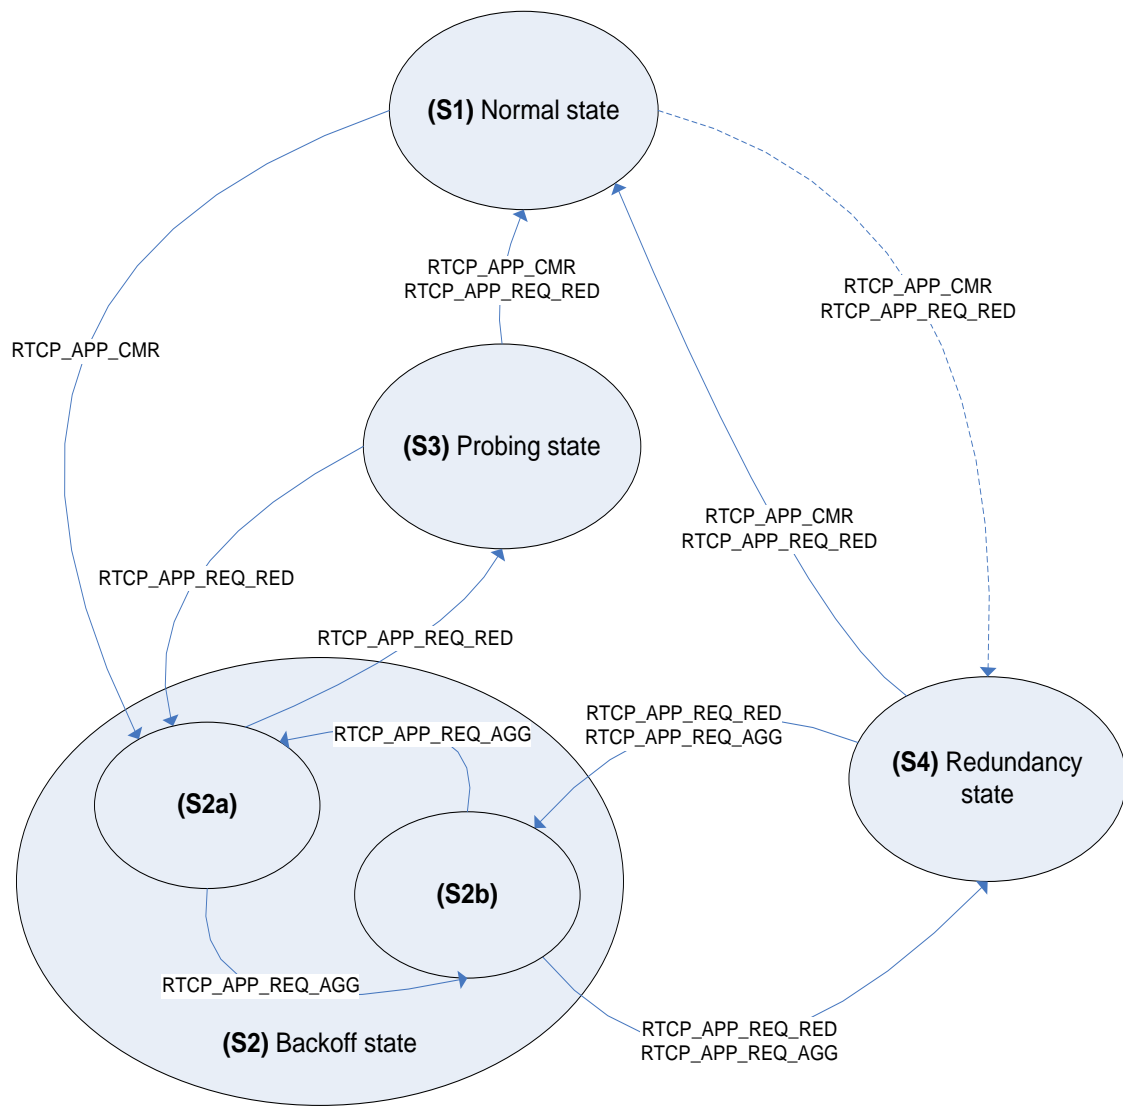 (S1) Normal state
RTCP_APP_CMR
RTCP_APP_REQ_RED
RTCP_APP_CMR
RTCP_APP_REQ_RED
RTCP_APP_CMR
(S3) Probing state
RTCP_APP_CMR
RTCP_APP_REQ_RED
RTCP_APP_REQ_RED
RTCP_APP_REQ_RED
RTCP_APP_REQ_RED
RTCP_APP_REQ_AGG
RTCP_APP_REQ_AGG
(S4) Redundancy
state
(S2a)
(S2b)
RTCP_APP_REQ_AGG
(S2) Backoff state
RTCP_APP_REQ_RED
RTCP_APP_REQ_AGG